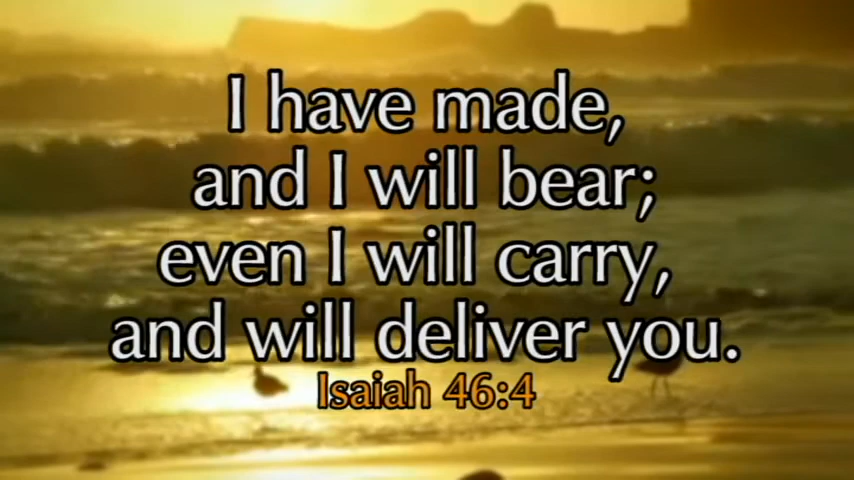 I have made,
and I will bear;
even I will carry,
and will deliver you.
Isaiah 46:4